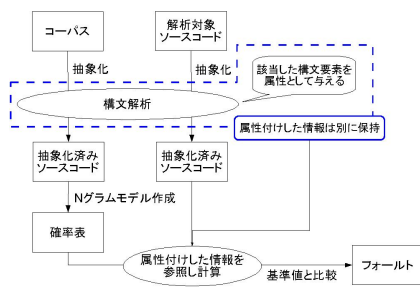 コーパス
解析対象
ソースコード
抽象化
抽象化
該当した構文要素を
属性として与える
構文解析
属性付けした情報は別に保持
抽象化済み
ソースコード
抽象化済み
ソースコード
Nグラムモデル作成
確率表
属性付けした情報を
参照し計算
基準値と比較
フォールト